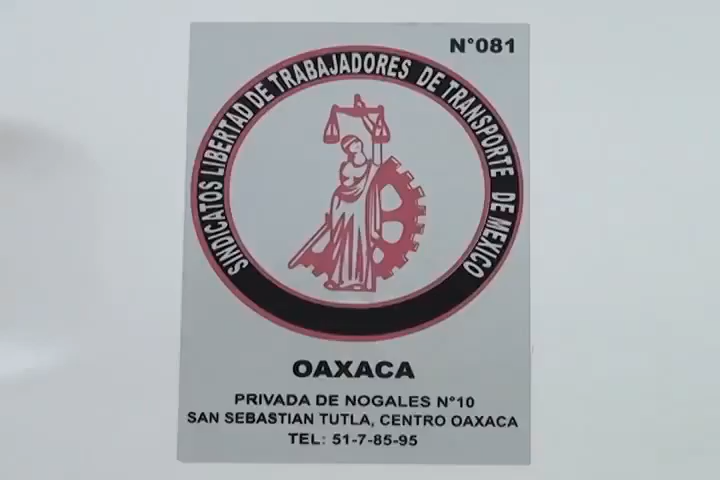 N°081
SINDICATOS LIBERTAD DE TRABAJADORES DE TRANSPORTE DE MEXICO
OAXACA
PRIVADA DE NOGALES N°10
SAN SEBASTIAN TUTLA, CENTRO OAXACA
TEL: 51-7-85-95